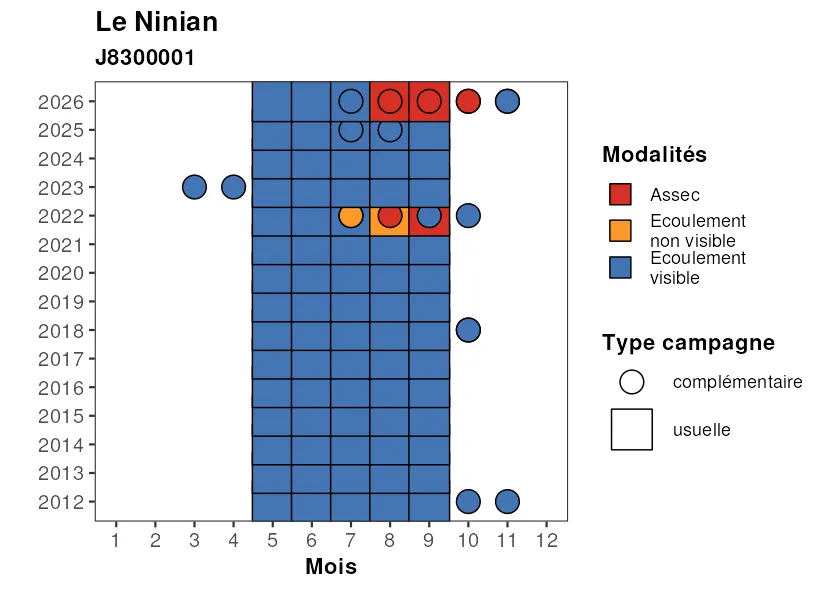 Le Ninian
J8300001
2026
2025
2024
2023
2022
2021
2020
2019
2018
2017
2016
2015
2014
2013
2012
1 2 3 4 5 6 7 8 9 10 11 12
Mois
Modalités
Assec
Ecoulement
non visible
Ecoulement
visible
Type campagne
complémentaire
usuelle